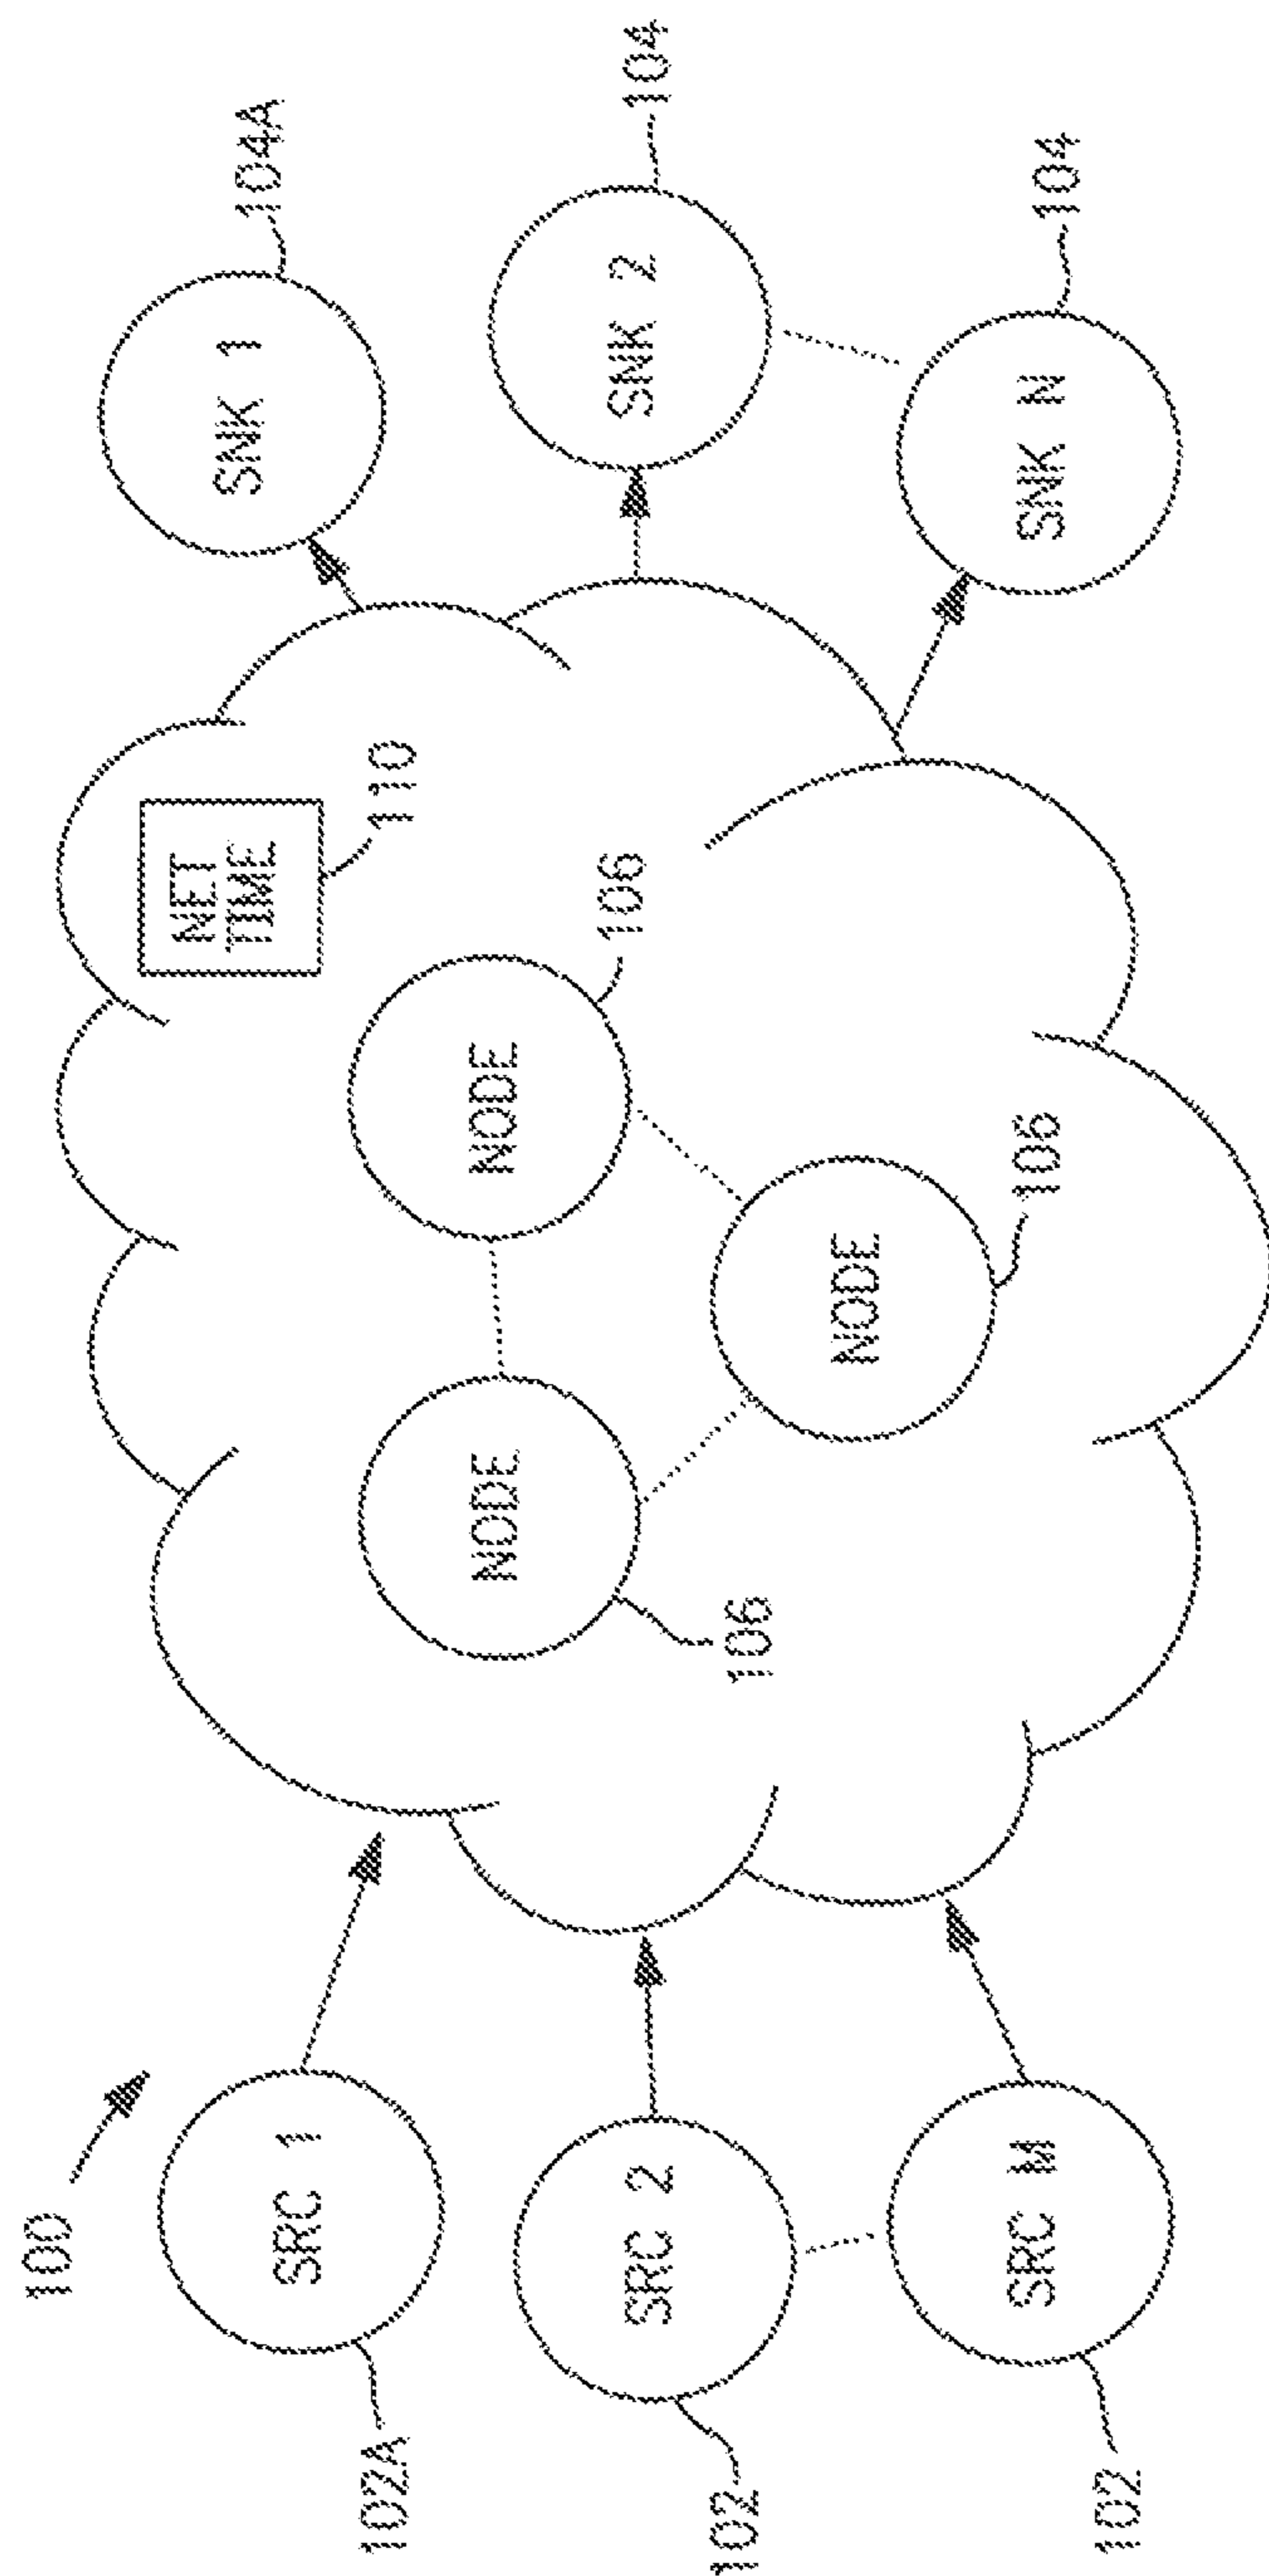 100
SRC 1
102A
SRC 2
102
SRC M
102
NODE
106
NODE
106
NODE
106
NET
TIME
110
SNK 1
104A
SNK 2
104
SNK N
104